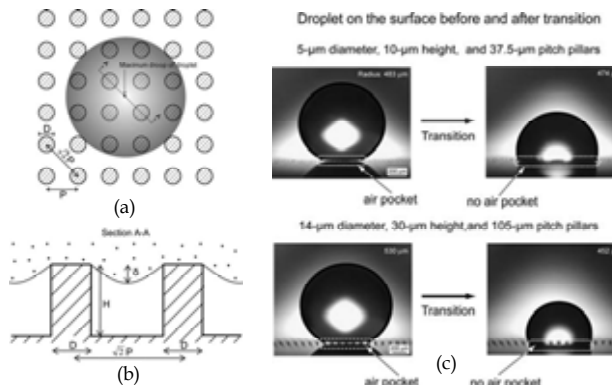 Maximum droop of droplet
D
√2 P
P
(a)
Section A-A
δ
H
D
D
√2 P
(b)
Droplet on the surface before and after transition
5-μm diameter, 10-μm height, and 37.5-μm pitch pillars
Radius: 483 μm
Transition
air pocket
no air pocket
14-μm diameter, 30-μm height,and 105-μm pitch pillars
Transition
(c)
air pocket
no air pocket